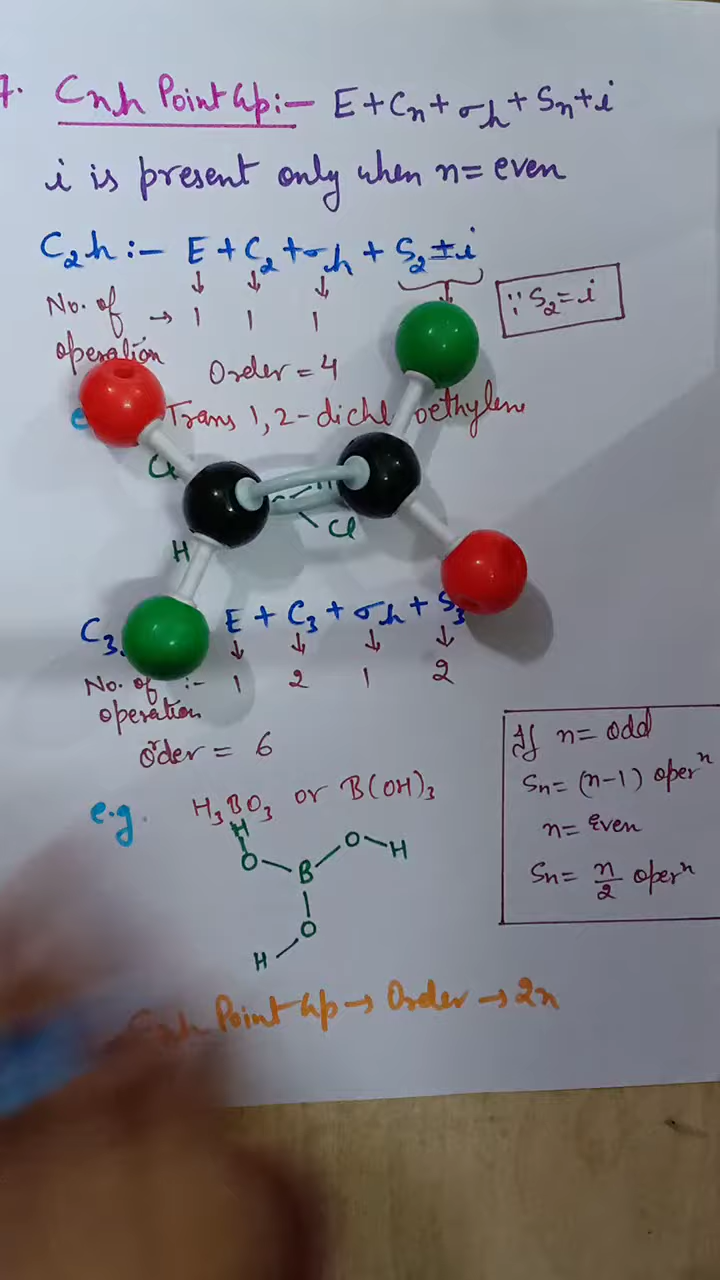 7. Cnh Point Gp:- E + Cn + σh + Sn + i
i is present only when n = even
C2h :- E + C2 + σh + S2 ± i
↓ ↓ ↓
No. of operation → 1 1 1
∵ S2 = i
Order = 4
Trans 1,2-dichl oethylene
Cl
Cl
H
C3 E + C3 + σh + S3
↓ ↓ ↓ ↓
No. of operation :- 1 2 1 2
order = 6
If n = odd
Sn = (n-1) operⁿ
n = Even
Sn = n/2 operⁿ
e.g. H3BO3 or B(OH)3
H
O B O H
O
H
Point Gp → Order → 2n